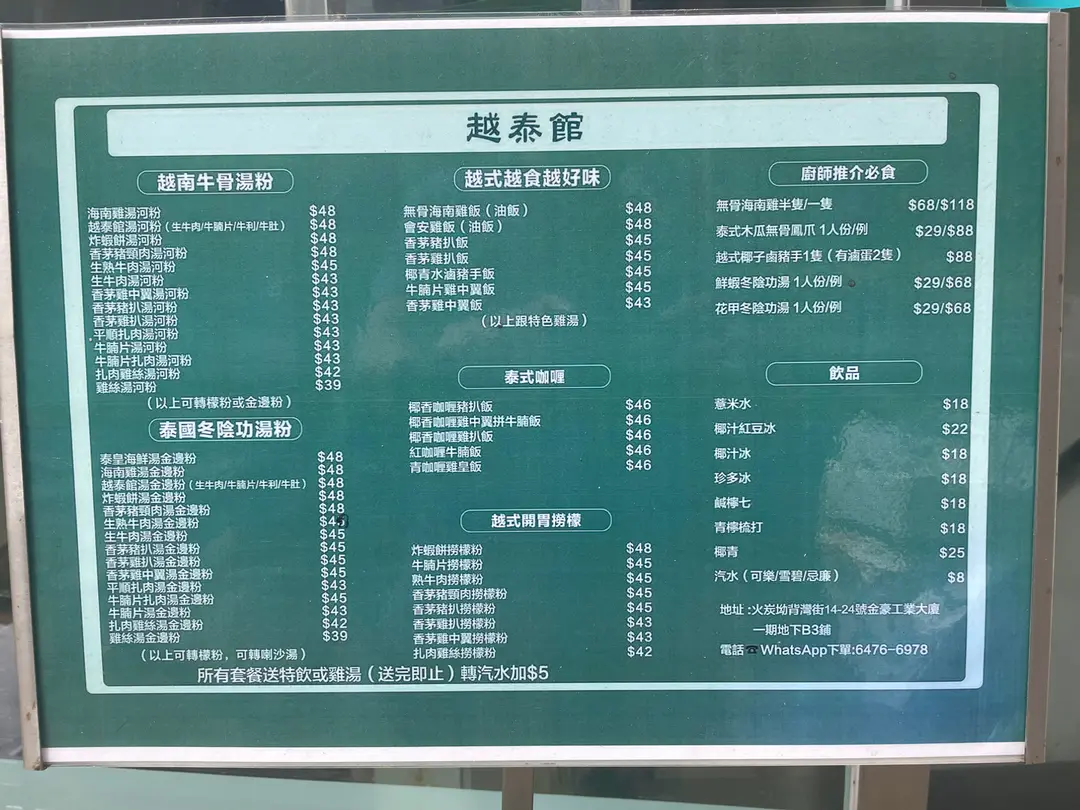 越泰館
越南牛骨湯粉
海南雞湯河粉 $48
越泰館湯河粉（生牛肉/牛腩片/牛利/牛肚） $48
炸蝦餅湯河粉 $48
香茅豬頸肉湯河粉 $48
生熟牛肉湯河粉 $45
生牛肉湯河粉 $43
香茅雞中翼湯河粉 $43
香茅豬扒湯河粉 $43
香茅雞扒湯河粉 $43
平順扎肉湯河粉 $43
牛腩片湯河粉 $43
牛腩片扎肉湯河粉 $43
扎肉雞絲湯河粉 $42
雞絲湯河粉 $39
（以上可轉檬粉或金邊粉）
泰國冬陰功湯粉
泰皇海鮮湯金邊粉 $48
海南雞湯金邊粉 $48
越泰館湯金邊粉（生牛肉/牛腩片/牛利/牛肚） $48
炸蝦餅湯金邊粉 $48
香茅豬頸肉湯金邊粉 $48
生熟牛肉湯金邊粉
生牛肉湯金邊粉 $45
香茅豬扒湯金邊粉 $45
香茅雞扒湯金邊粉 $45
香茅雞中翼湯金邊粉 $45
平順扎肉湯金邊粉 $43
牛腩片扎肉湯金邊粉 $45
牛腩片湯金邊粉 $43
扎肉雞絲湯金邊粉 $42
雞絲湯金邊粉 $39
（以上可轉檬粉，可轉喇沙湯）
越式越食越好味
無骨海南雞飯（油飯） $48
會安雞飯（油飯） $48
香茅豬扒飯 $45
香茅雞扒飯 $45
椰青水滷豬手飯 $45
牛腩片雞中翼飯 $45
香茅雞中翼飯 $43
（以上跟特色雞湯）
泰式咖喱
椰香咖喱豬扒飯 $46
椰香咖喱雞中翼拼牛腩飯 $46
椰香咖喱雞扒飯 $46
紅咖喱牛腩飯 $46
青咖喱雞皇飯 $46
越式開胃撈檬
炸蝦餅撈檬粉 $48
牛腩片撈檬粉 $45
熟牛肉撈檬粉 $45
香茅豬頸肉撈檬粉 $45
香茅豬扒撈檬粉 $45
香茅雞扒撈檬粉 $43
香茅雞中翼撈檬粉 $43
扎肉雞絲撈檬粉 $42
廚師推介必食
無骨海南雞半隻/一隻 $68/$118
泰式木瓜無骨鳳爪 1人份/例 $29/$88
越式椰子鹵豬手1隻（有滷蛋2隻） $88
鮮蝦冬陰功湯 1人份/例 $29/$68
花甲冬陰功湯 1人份/例 $29/$68
飲品
薏米水 $18
椰汁紅豆冰 $22
椰汁冰 $18
珍多冰 $18
鹹檸七 $18
青檸梳打 $18
椰青 $25
汽水（可樂/雪碧/忌廉） $8
地址:火炭坳背灣街14-24號金豪工業大廈
一期地下B3鋪
電話☎WhatsApp下單:6476-6978
所有套餐送特飲或雞湯（送完即止）轉汽水加$5